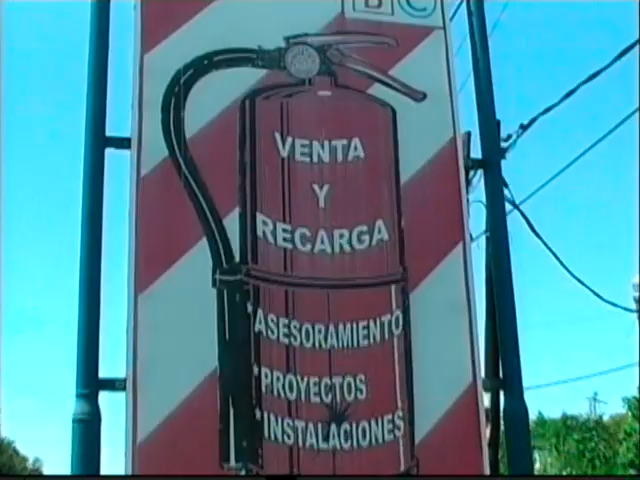 B C
VENTA
Y
RECARGA
*ASESORAMIENTO
*PROYECTOS
*INSTALACIONES